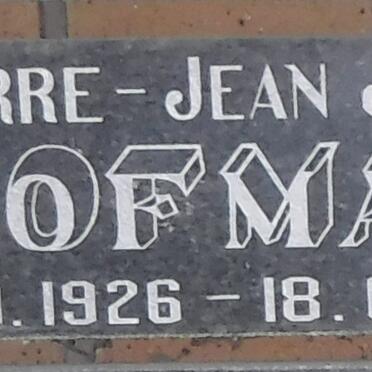 RRE - JEAN
OFMA
1. 1926 - 18.